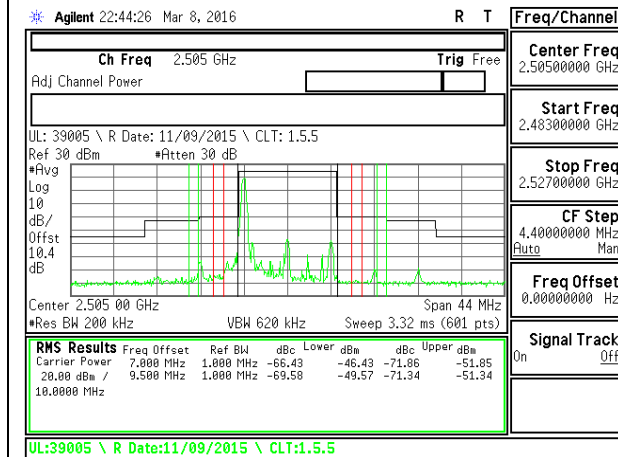 Agilent 22:44:26 Mar 8, 2016 R T
Ch Freq 2.505 GHz Trig Free
Adj Channel Power
UL: 39005 \ R Date: 11/09/2015 \ CLT: 1.5.5
Ref 30 dBm #Atten 30 dB
#Avg
Log
10
dB/
Offst
10.4
dB
Center 2.505 00 GHz Span 44 MHz
#Res BW 200 kHz VBW 620 kHz Sweep 3.32 ms (601 pts)
RMS Results Freq Offset Ref BW dBc Lower dBm dBc Upper dBm
Carrier Power 7.000 MHz 1.000 MHz -66.43 -46.43 -71.86 -51.85
20.00 dBm / 9.500 MHz 1.000 MHz -69.58 -49.57 -71.34 -51.34
10.0000 MHz
UL:39005 \ R Date:11/09/2015 \ CLT:1.5.5
Freq/Channel
Center Freq
2.50500000 GHz
Start Freq
2.48300000 GHz
Stop Freq
2.52700000 GHz
CF Step
4.40000000 MHz
Auto Man
Freq Offset
0.00000000 Hz
Signal Track
On Off